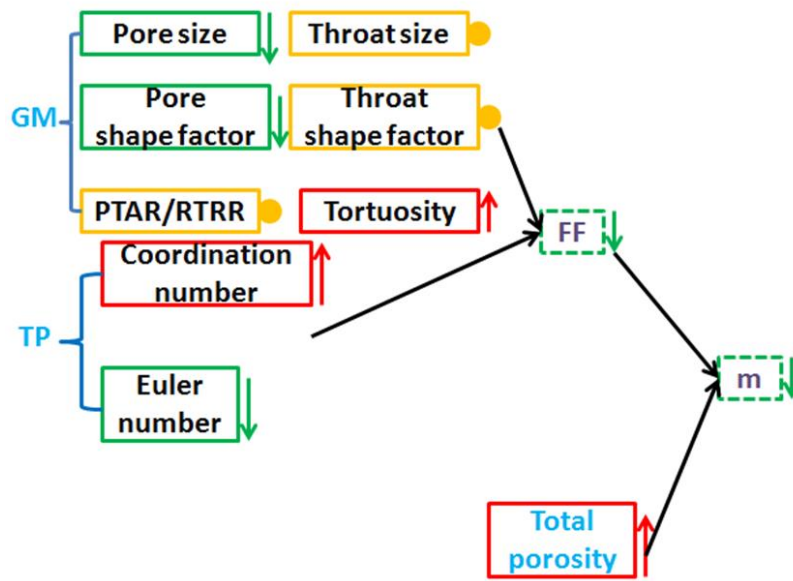 Pore size
Throat size
GM
Pore
shape factor
Throat
shape factor
PTAR/RTRR
Tortuosity
FF
Coordination
number
TP
m
Euler
number
Total
porosity